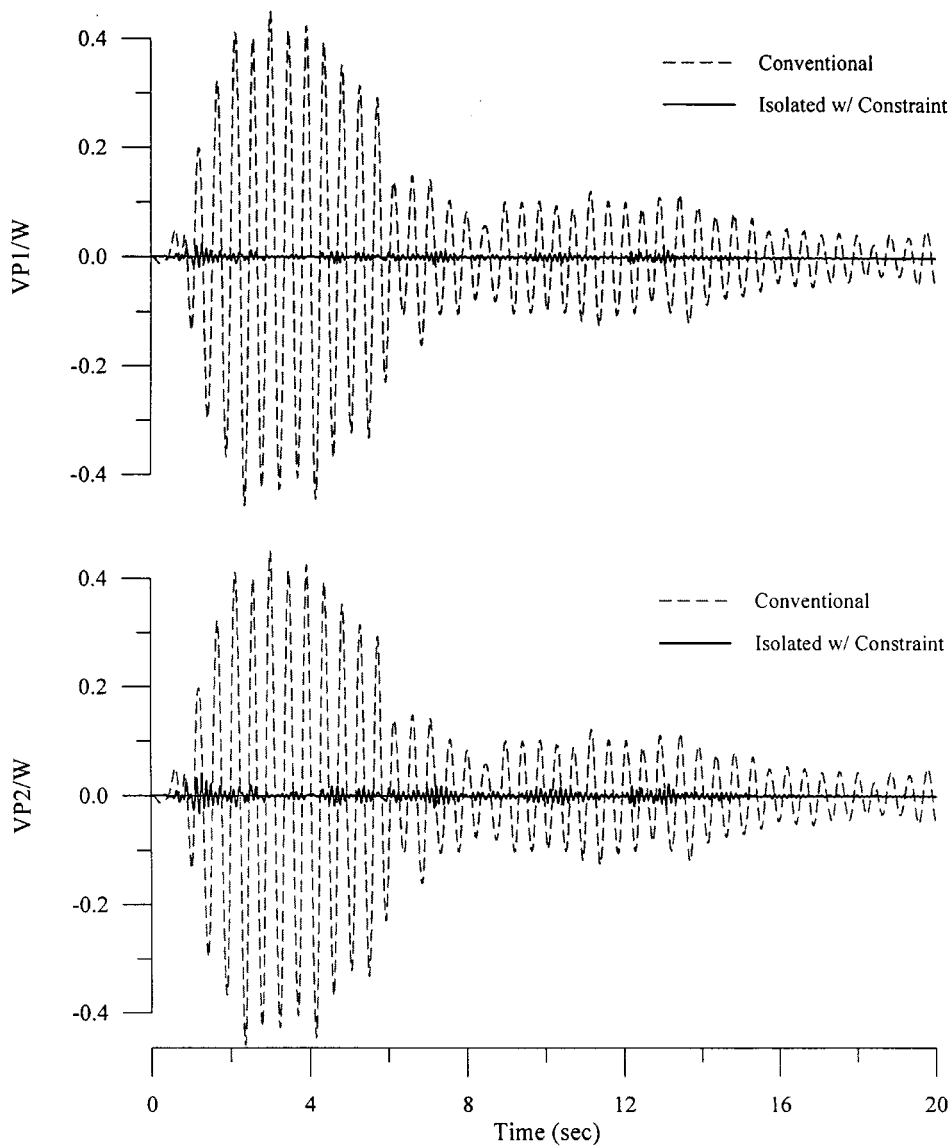 0.4
0.2
0.0
-0.2
-0.4
VP1/W
Conventional
Isolated w/ Constraint
0.4
0.2
0.0
-0.2
-0.4
VP2/W
Conventional
Isolated w/ Constraint
0 4 8 12 16 20
Time (sec)